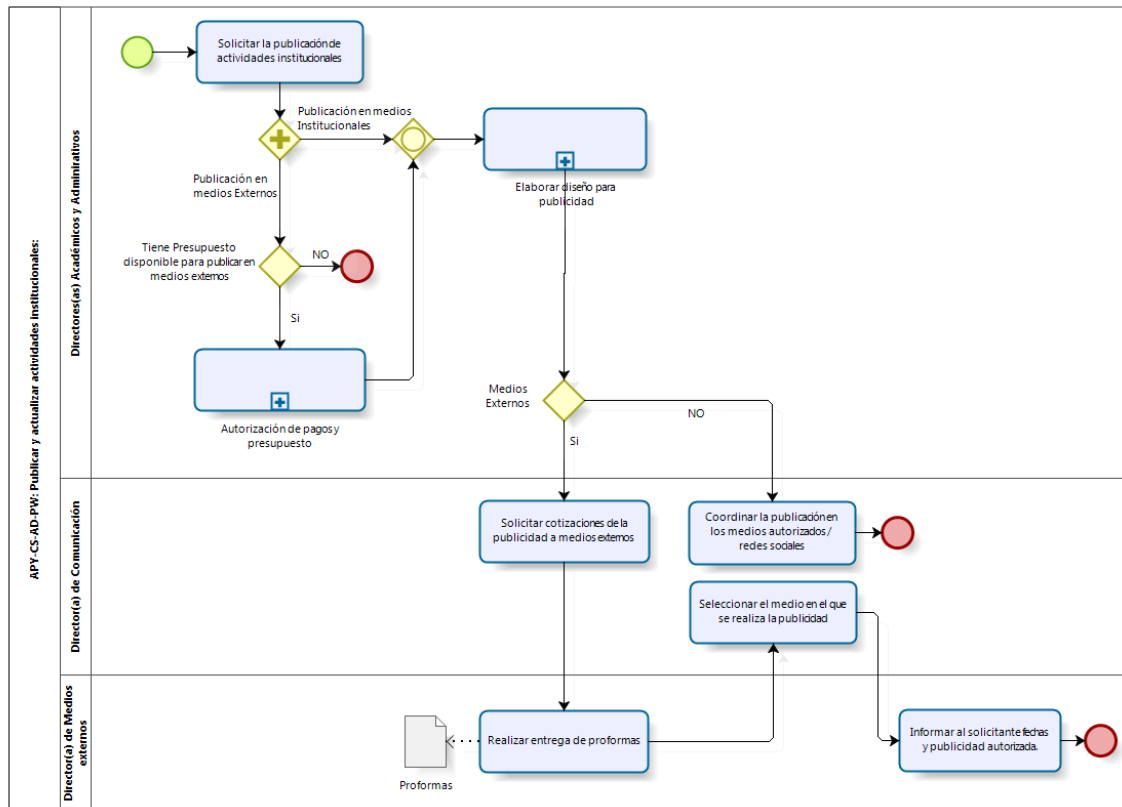 APY-CS-AD-PW: Publicar y actualizar actividades institucionales:
Directores(as) Académicos y Adminirativos
Solicitar la publicación de
actividades institucionales
Publicación en medios
Institucionales
Publicación en
medios Externos
Elaborar diseño para
publicidad
Tiene Presupuesto
disponible para publicar en
medios externos
NO
Si
Autorización de pagos y
presupuesto
Medios
Externos
NO
Si
Director(a) de Comunicación
Solicitar cotizaciones de la
publicidad a medios externos
Coordinar la publicación en
los medios autorizados /
redes sociales
Seleccionar el medio en el que
se realiza la publicidad
Director(a) de Medios
externos
Realizar entrega de proformas
Proformas
Informar al solicitante fechas
y publicidad autorizada.